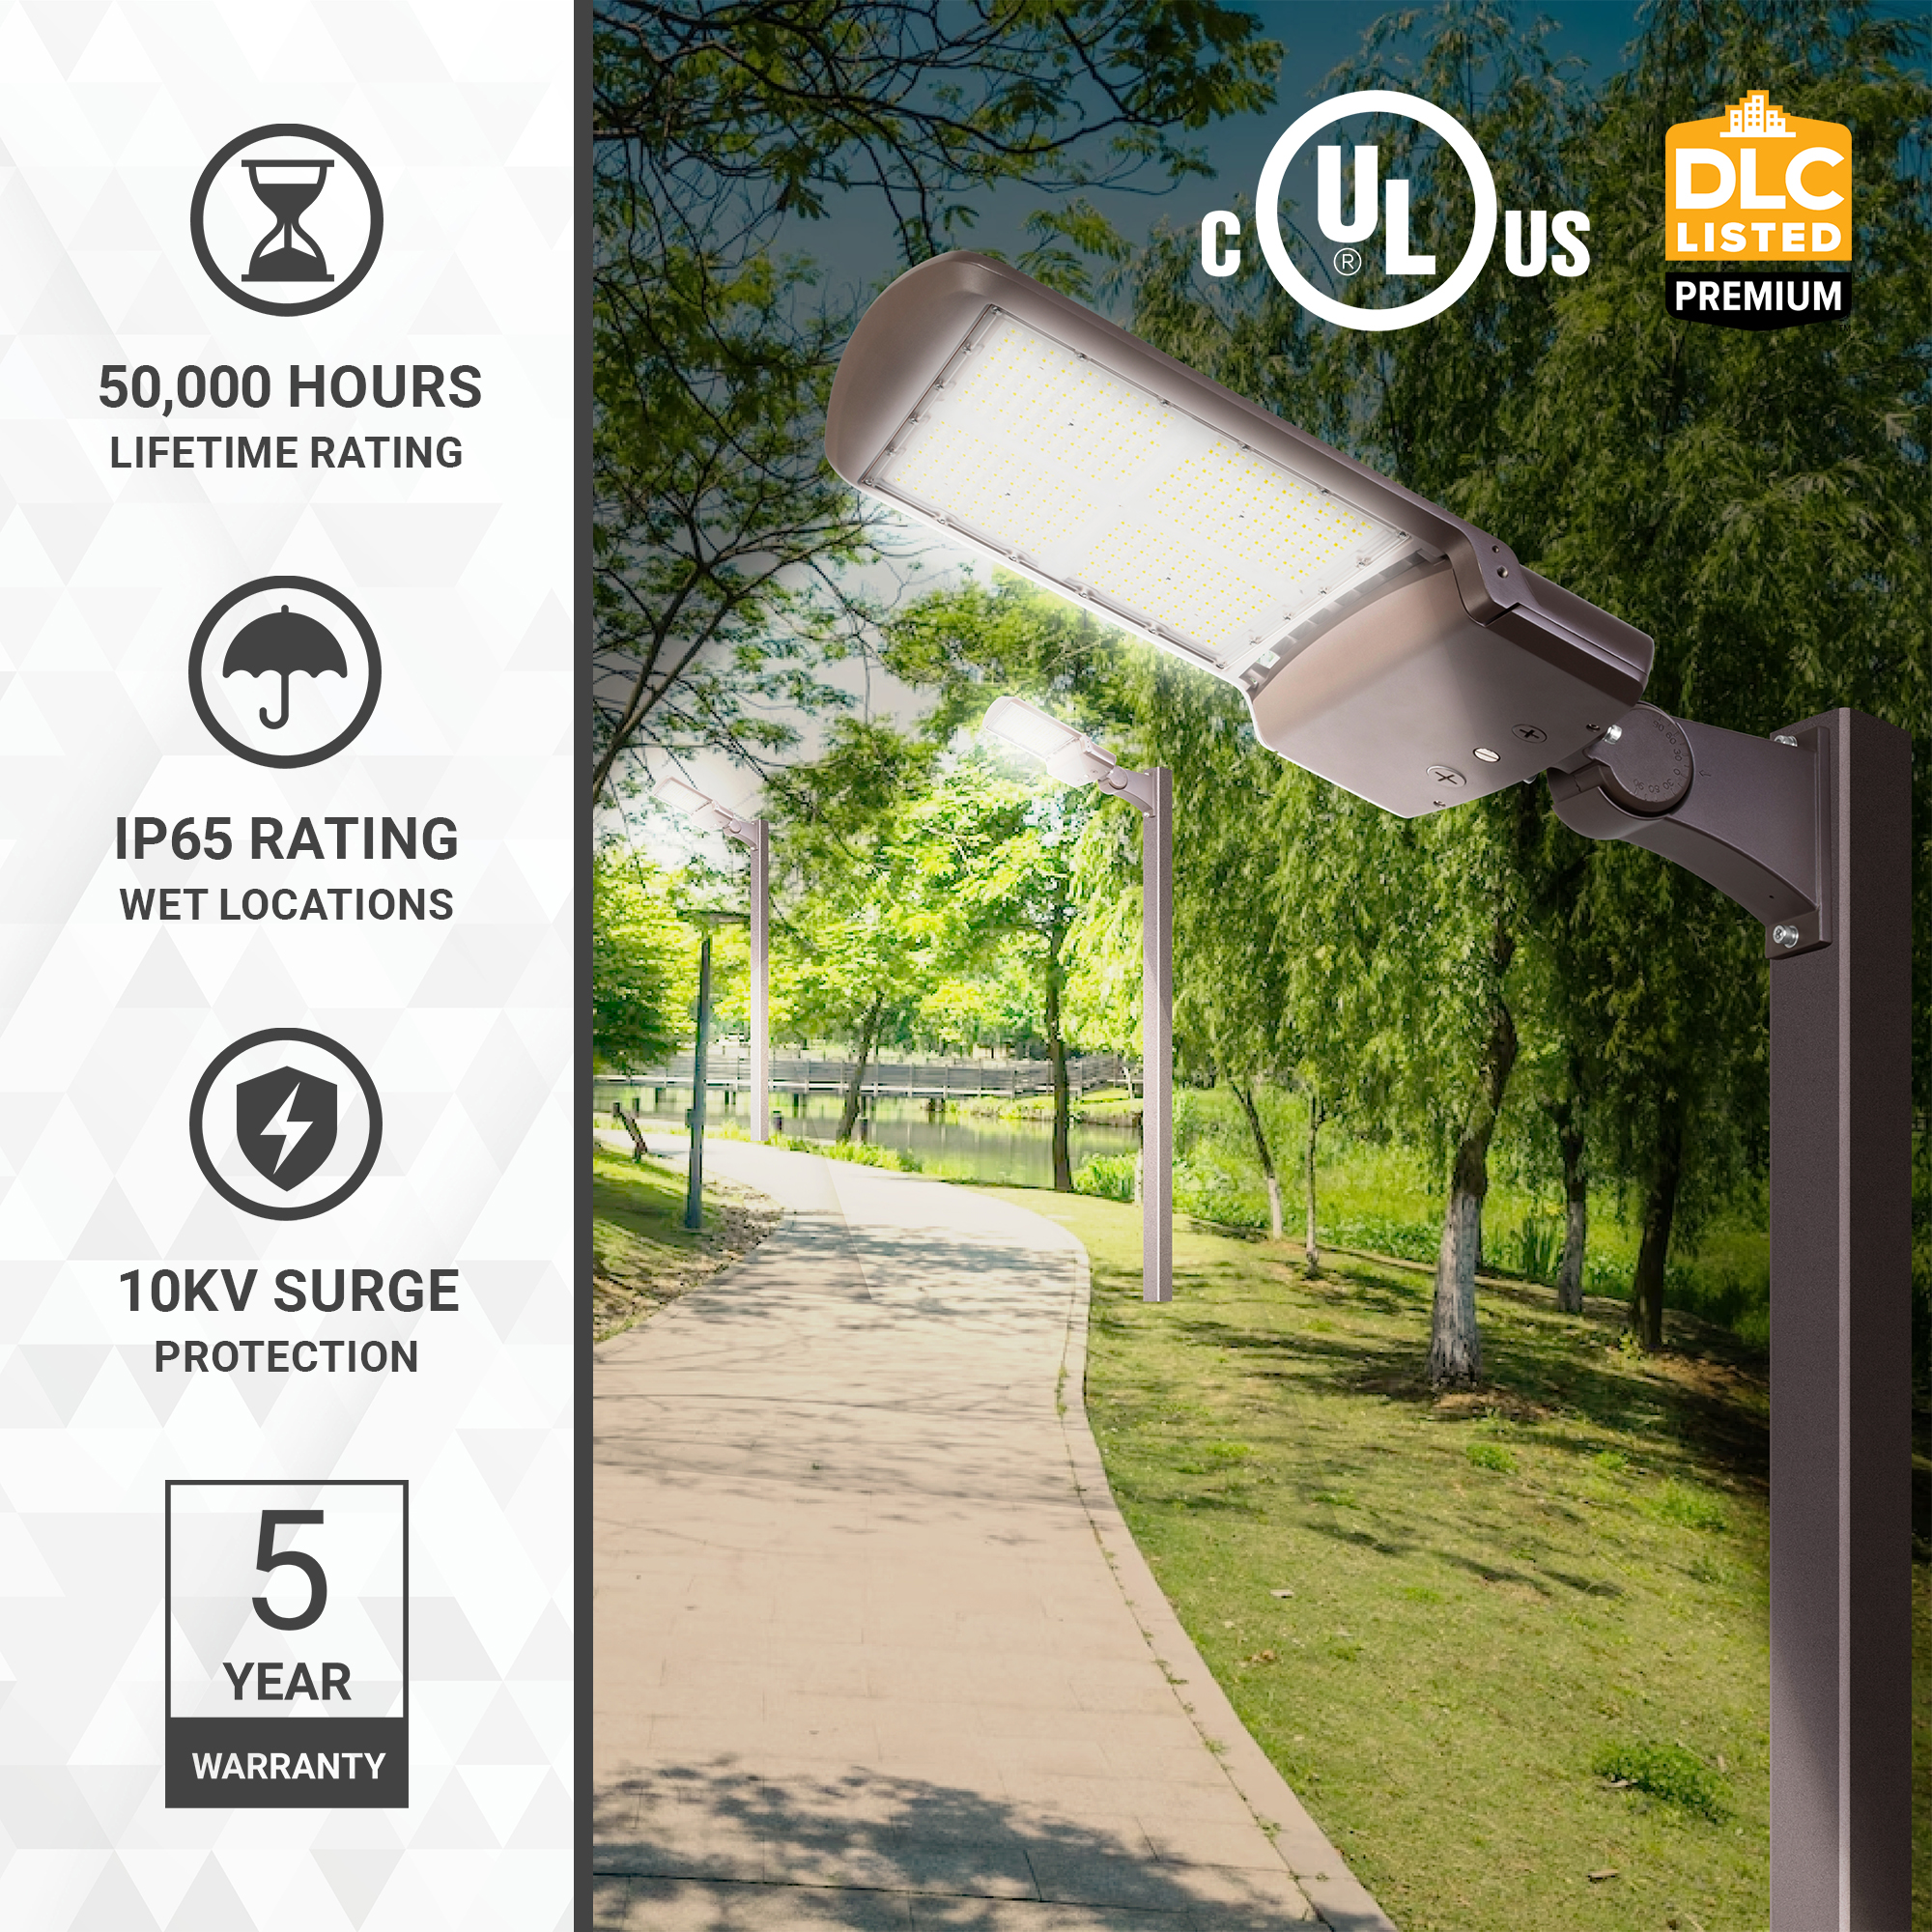 50,000 HOURS
LIFETIME RATING
IP65 RATING
WET LOCATIONS
10KV SURGE
PROTECTION
5
YEAR
WARRANTY
C UL® US
DLC
LISTED
PREMIUM